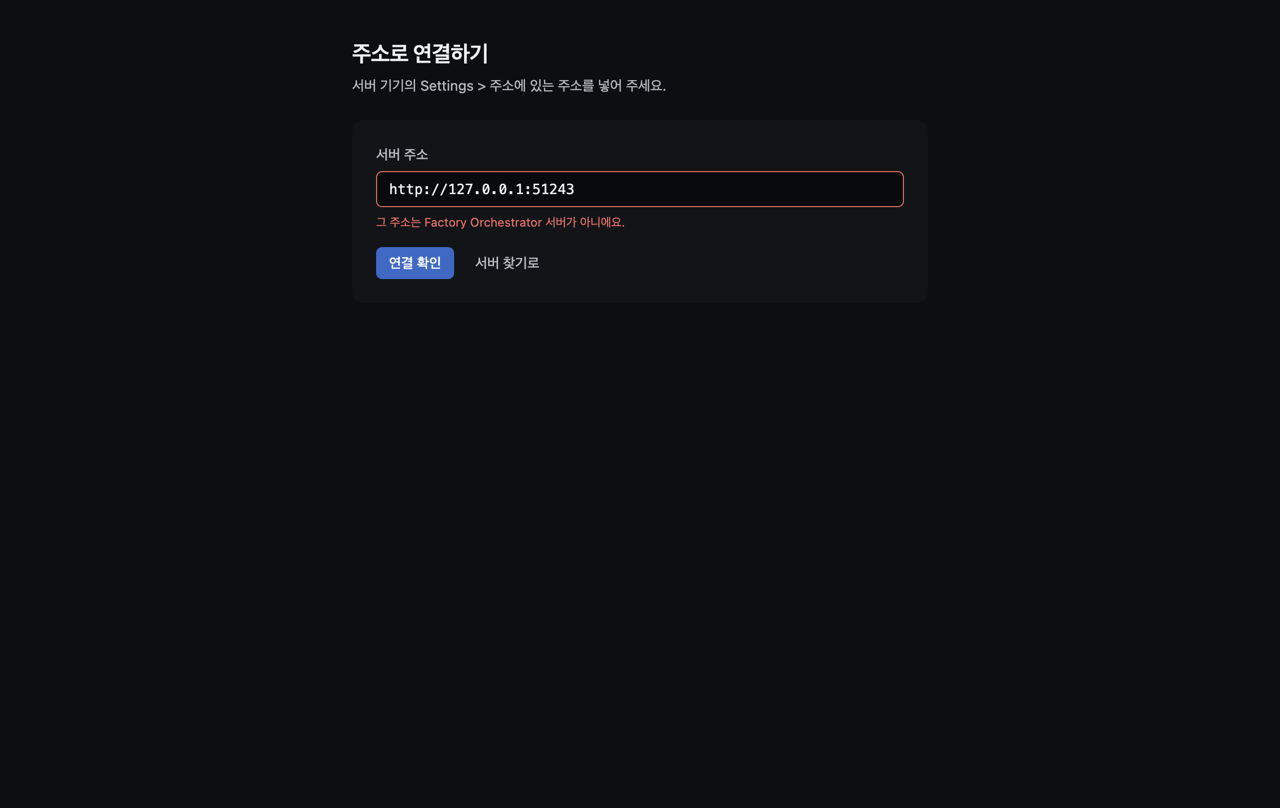 주소로 연결하기
서버 기기의 Settings > 주소에 있는 주소를 넣어 주세요.
서버 주소
http://127.0.0.1:51243
그 주소는 Factory Orchestrator 서버가 아니에요.
연결 확인 서버 찾기로